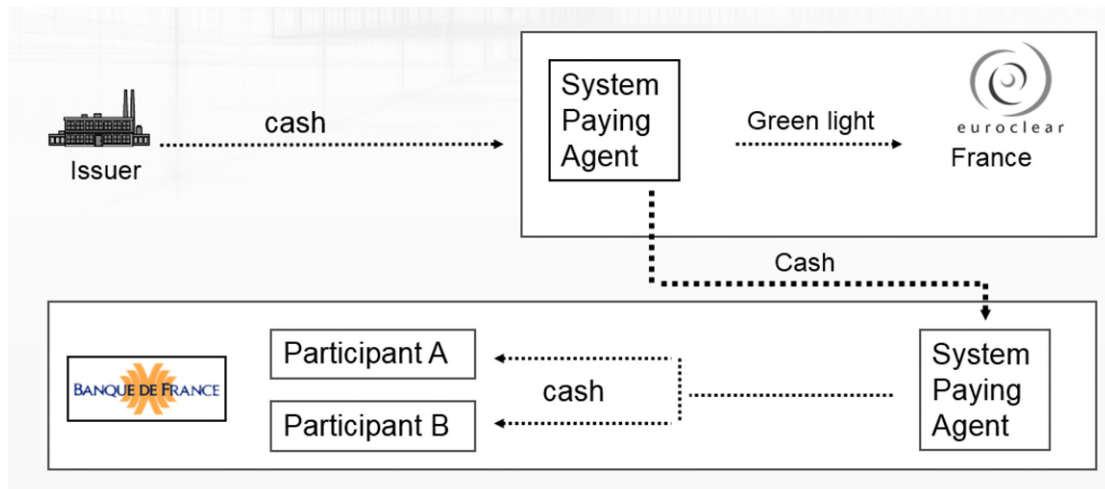 cash
Issuer
System
Paying
Agent
Green light
euroclear
France
Cash
BANQUE DE FRANCE
Participant A
cash
Participant B
System
Paying
Agent